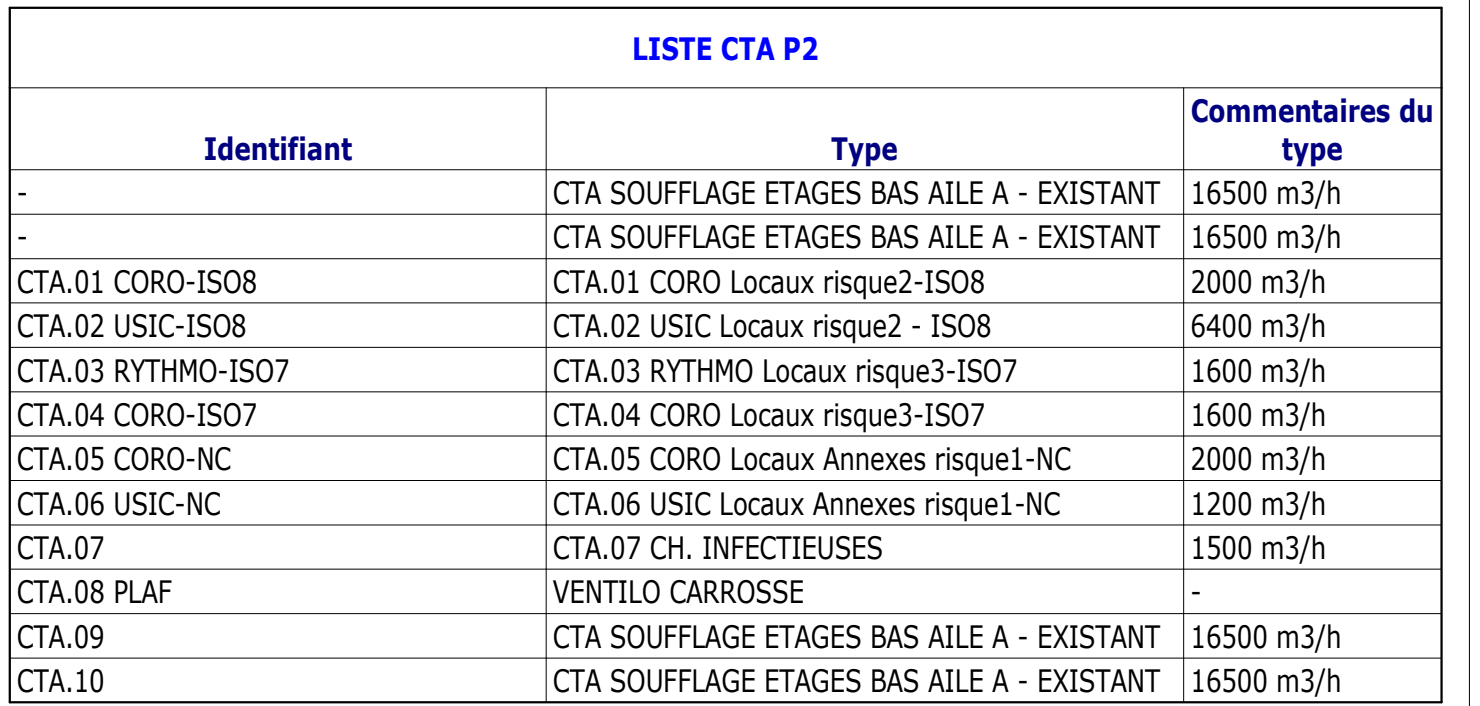 LISTE CTA P2
Identifiant Type Commentaires du type
- CTA SOUFFLAGE ETAGES BAS AILE A - EXISTANT 16500 m3/h
- CTA SOUFFLAGE ETAGES BAS AILE A - EXISTANT 16500 m3/h
CTA.01 CORO-ISO8 CTA.01 CORO Locaux risque2-ISO8 2000 m3/h
CTA.02 USIC-ISO8 CTA.02 USIC Locaux risque2 - ISO8 6400 m3/h
CTA.03 RYTHMO-ISO7 CTA.03 RYTHMO Locaux risque3-ISO7 1600 m3/h
CTA.04 CORO-ISO7 CTA.04 CORO Locaux risque3-ISO7 1600 m3/h
CTA.05 CORO-NC CTA.05 CORO Locaux Annexes risque1-NC 2000 m3/h
CTA.06 USIC-NC CTA.06 USIC Locaux Annexes risque1-NC 1200 m3/h
CTA.07 CTA.07 CH. INFECTIEUSES 1500 m3/h
CTA.08 PLAF VENTILO CARROSSE -
CTA.09 CTA SOUFFLAGE ETAGES BAS AILE A - EXISTANT 16500 m3/h
CTA.10 CTA SOUFFLAGE ETAGES BAS AILE A - EXISTANT 16500 m3/h